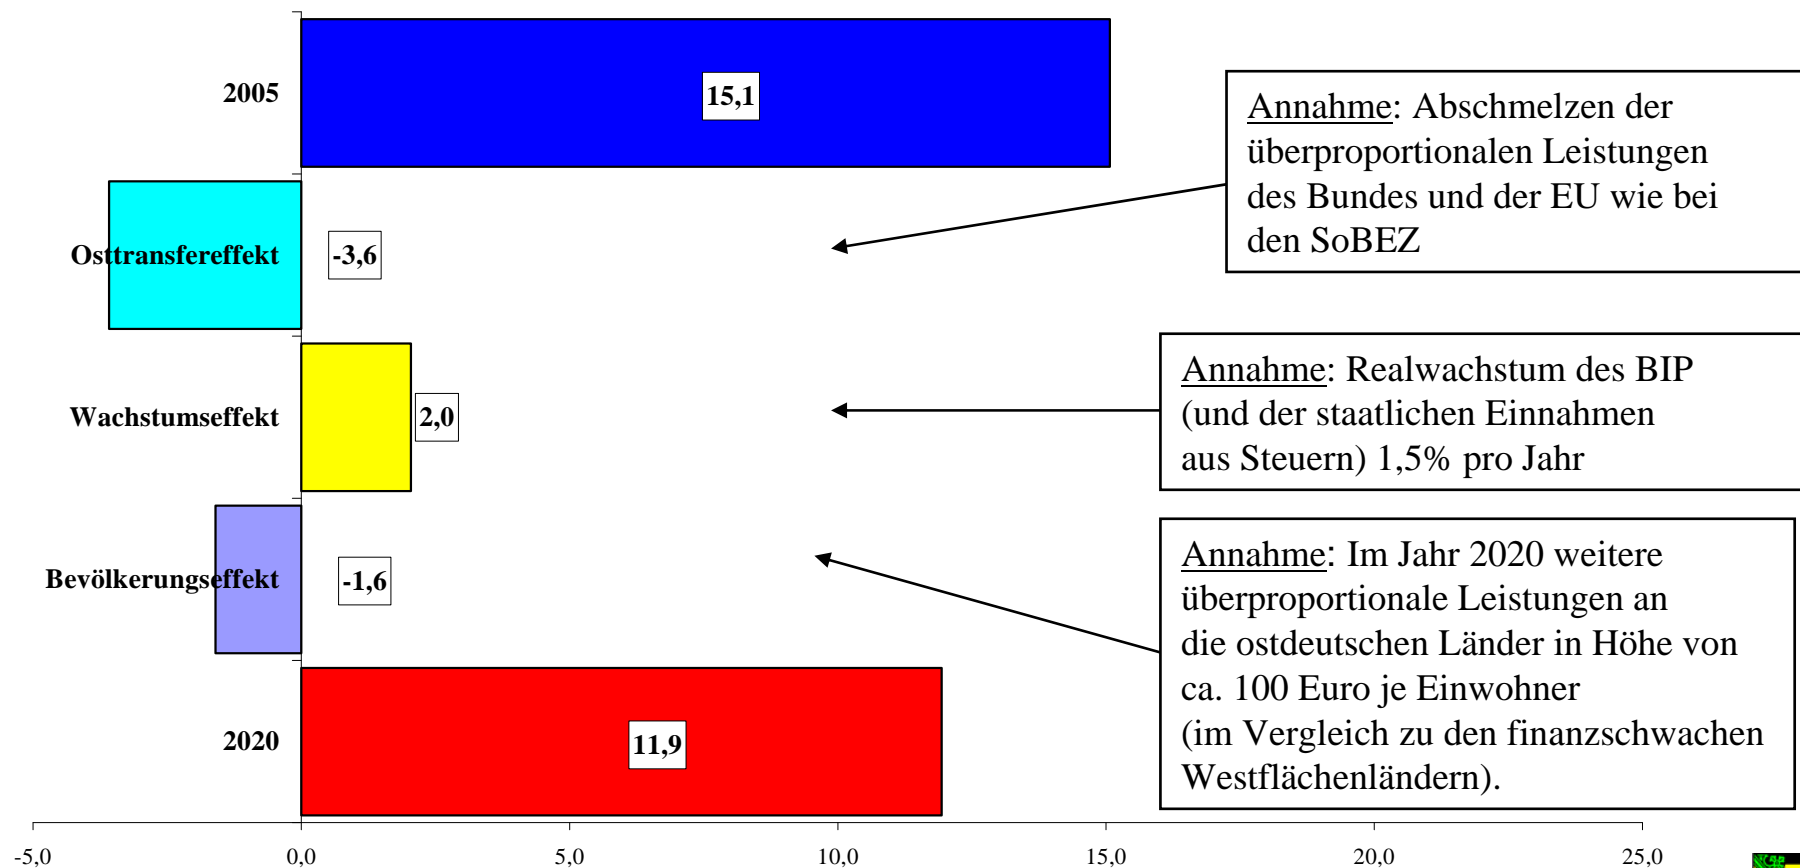 2005
15,1
Annahme: Abschmelzen der
überproportionalen Leistungen
des Bundes und der EU wie bei
den SoBEZ
Osttransfereffekt
-3,6
Wachstumseffekt
2,0
Annahme: Realwachstum des BIP
(und der staatlichen Einnahmen
aus Steuern) 1,5% pro Jahr
Bevölkerungseffekt
-1,6
Annahme: Im Jahr 2020 weitere
überproportionale Leistungen an
die ostdeutschen Länder in Höhe von
ca. 100 Euro je Einwohner
(im Vergleich zu den finanzschwachen
Westflächenländern).
2020
11,9
-5,0 0,0 5,0 10,0 15,0 20,0 25,0